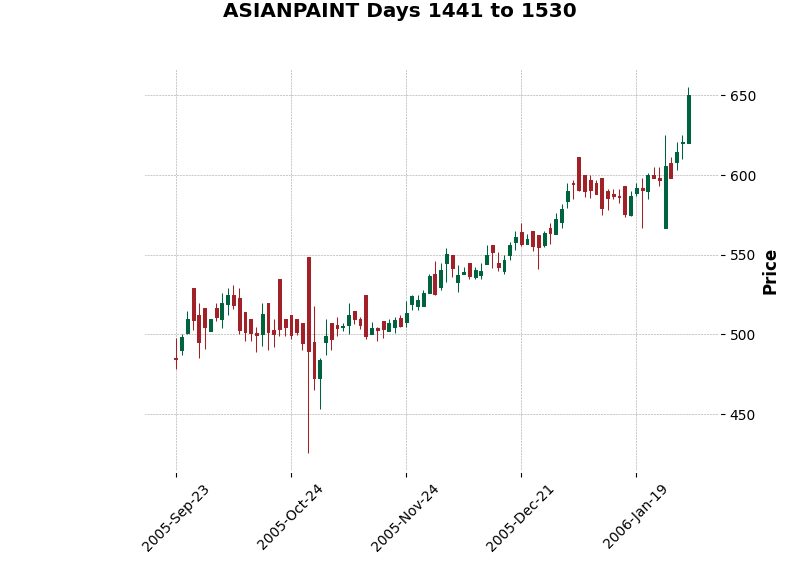 ASIANPAINT Days 1441 to 1530
650
600
550
500
450
Price
2005-Sep-23
2005-Oct-24
2005-Nov-24
2005-Dec-21
2006-Jan-19